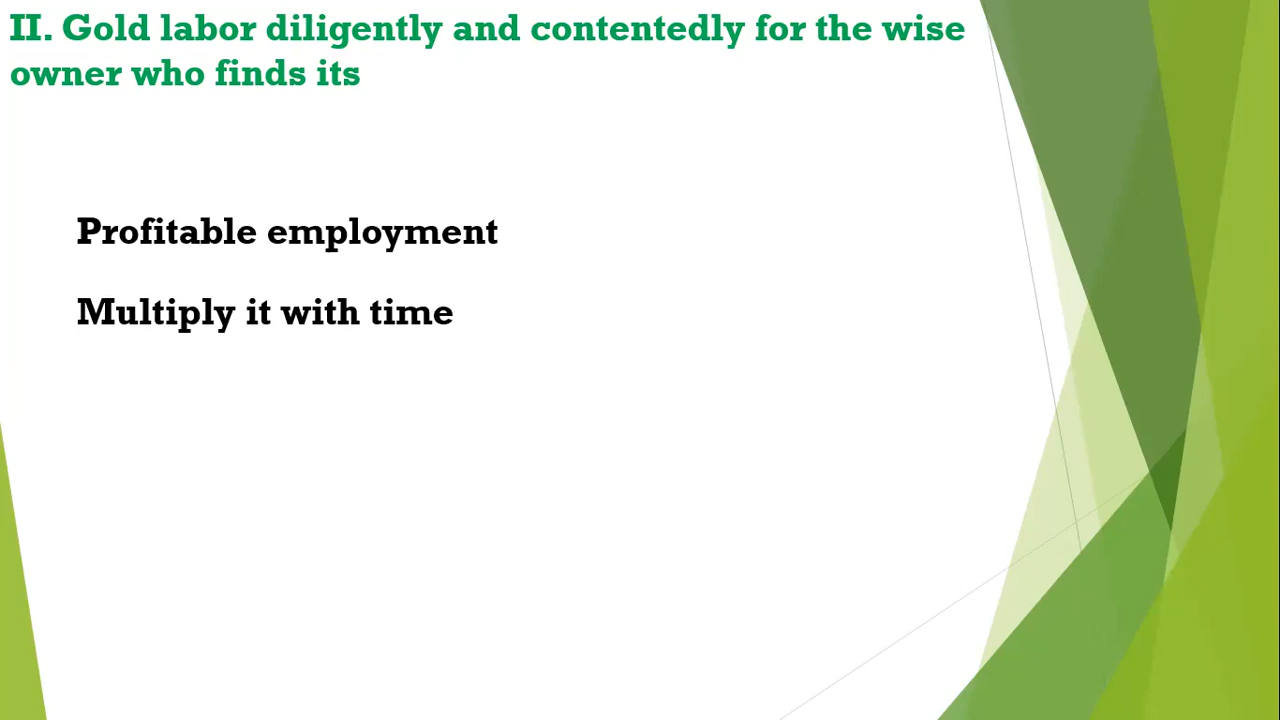 II. Gold labor diligently and contentedly for the wise
owner who finds its
Profitable employment
Multiply it with time